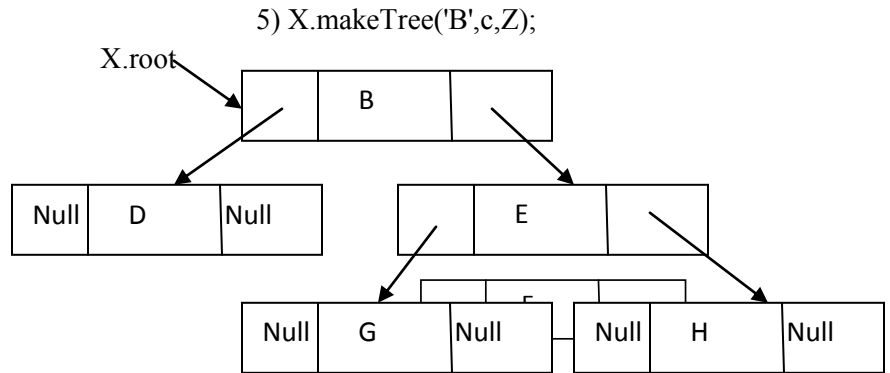 5) X.makeTree('B',c,Z);
X.root
B
Null D Null
E
Null G Null
Null H Null